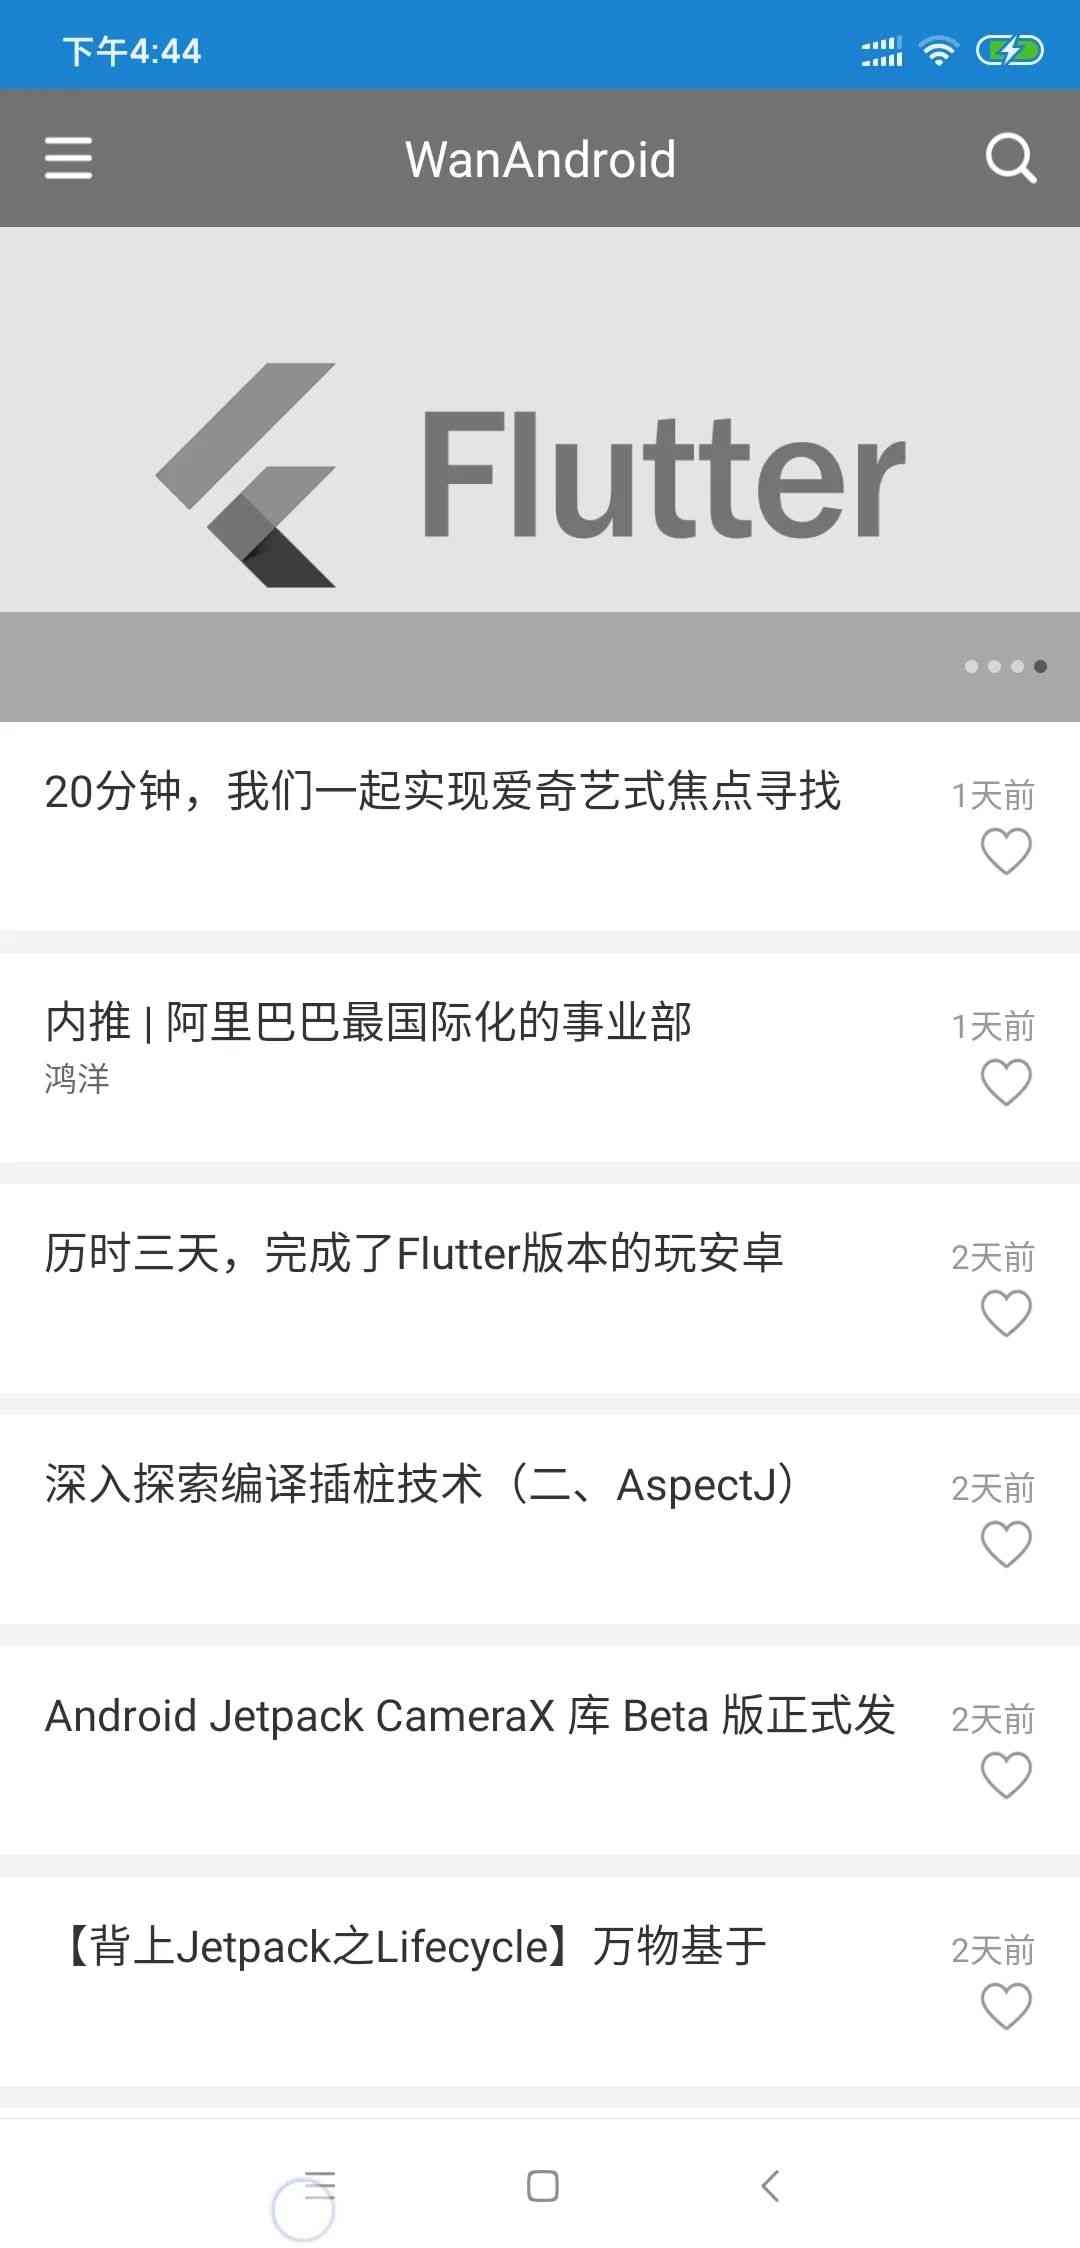 下午4:44
WanAndroid
Flutter
20分钟，我们一起实现爱奇艺式焦点寻找
1天前
内推 | 阿里巴巴最国际化的事业部
1天前
鸿洋
历时三天，完成了Flutter版本的玩安卓
2天前
深入探索编译插桩技术（二、AspectJ）
2天前
Android Jetpack CameraX 库 Beta 版正式发
2天前
【背上Jetpack之Lifecycle】万物基于
2天前